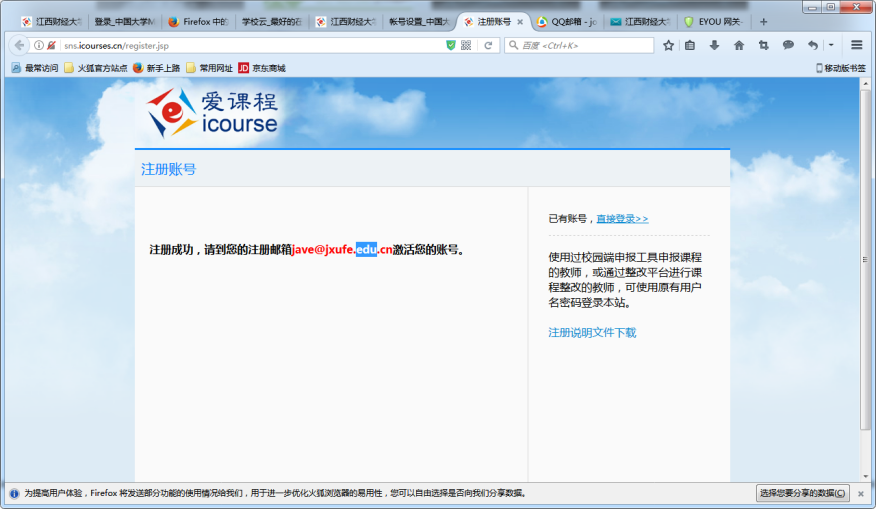 江西财经大学
登录_中国大学M
Firefox 中的
学校云_最好的在
江西财经大学
帐号设置_中国大
注册账号
QQ邮箱 - jo
江西财经大学
EYOU 网关
sns.icourses.cn/register.jsp
百度 <Ctrl+K>
最常访问 火狐官方站点 新手上路 常用网址 JD 京东商城 移动版书签
爱课程
icourse
注册账号
注册成功，请到您的注册邮箱jave@jxufe.edu.cn激活您的账号。
已有账号，直接登录>>
使用过校园端申报工具申报课程
的教师，或通过整改平台进行课
程整改的教师，可使用原有用户
名密码登录本站。
注册说明文件下载
为提高用户体验，Firefox 将发送部分功能的使用情况给我们，用于进一步优化火狐浏览器的易用性，您可以自由选择是否向我们分享数据。
选择您要分享的数据(C)